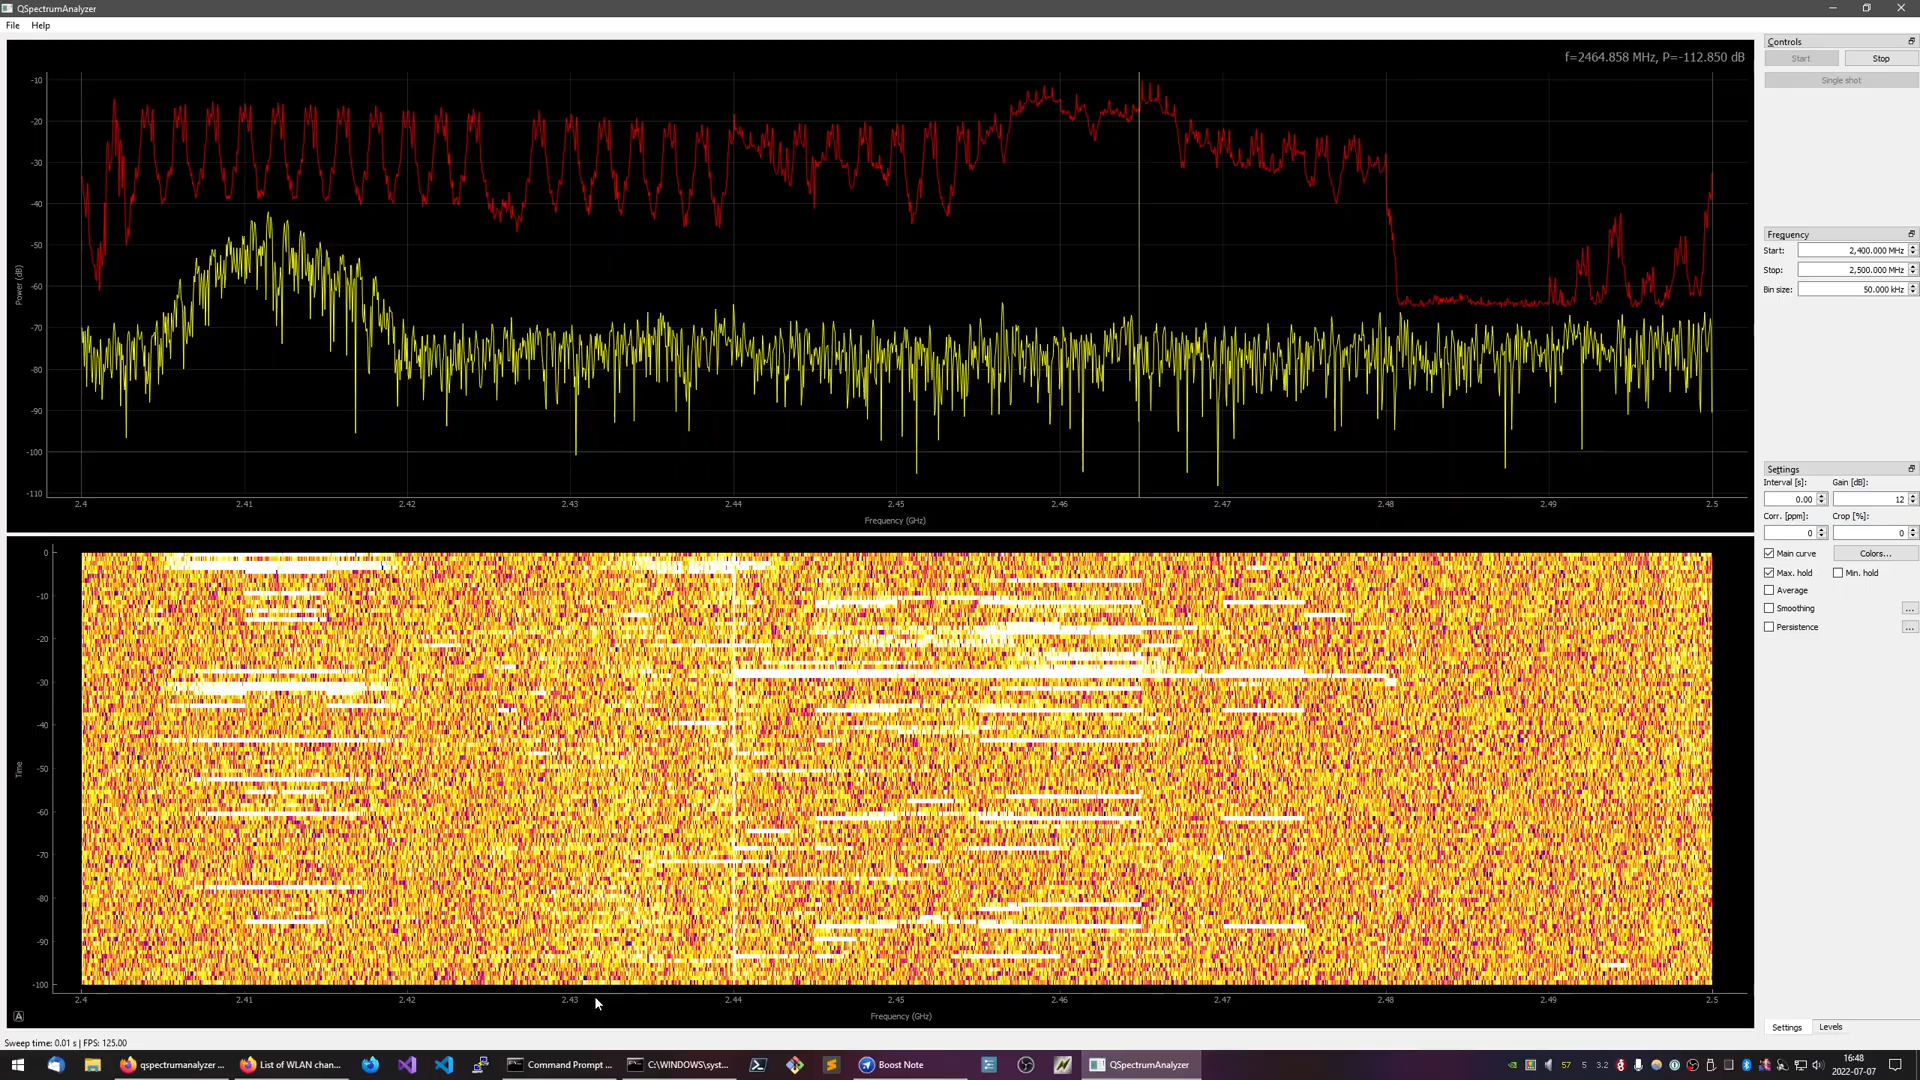 QSpectrumAnalyzer
File Help
f=2464.858 MHz, P=-112.850 dB
-10
-20
-30
-40
-50
-60
-70
-80
-90
-100
-110
Power (dB)
2.4 2.41 2.42 2.43 2.44 2.45 2.46 2.47 2.48 2.49 2.5
Frequency (GHz)
0
-10
-20
-30
-40
-50
-60
-70
-80
-90
-100
Time
2.4 2.41 2.42 2.43 2.44 2.45 2.46 2.47 2.48 2.49 2.5
A
Frequency (GHz)
Controls
Start Stop
Single shot
Frequency
Start: 2,400.000 MHz
Stop: 2,500.000 MHz
Bin size: 50.000 kHz
Settings
Interval [s]: Gain [dB]:
0.00 12
Corr. [ppm]: Crop [%]:
0 0
Main curve Colors...
Max. hold Min. hold
Average
Smoothing ...
Persistence ...
Settings Levels
Sweep time: 0.01 s | FPS: 125.00
qspectrumanalyzer ... List of WLAN chan... Command Prompt ... C:\WINDOWS\syst... Boost Note QSpectrumAnalyzer
57 5 3.2
16:48
2022-07-07